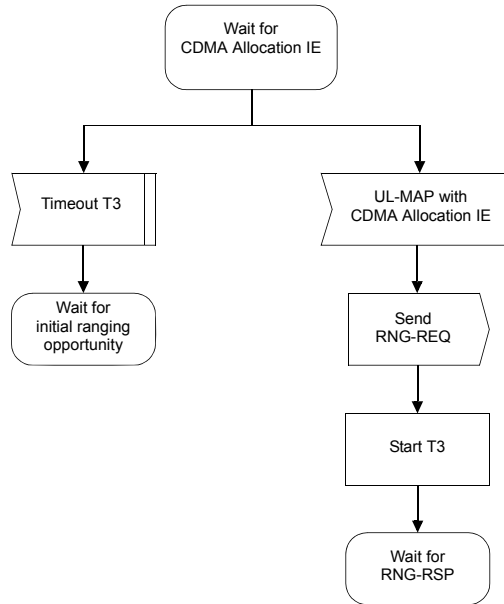 Wait for
CDMA Allocation IE
Timeout T3
UL-MAP with
CDMA Allocation IE
Wait for
initial ranging
opportunity
Send
RNG-REQ
Start T3
Wait for
RNG-RSP